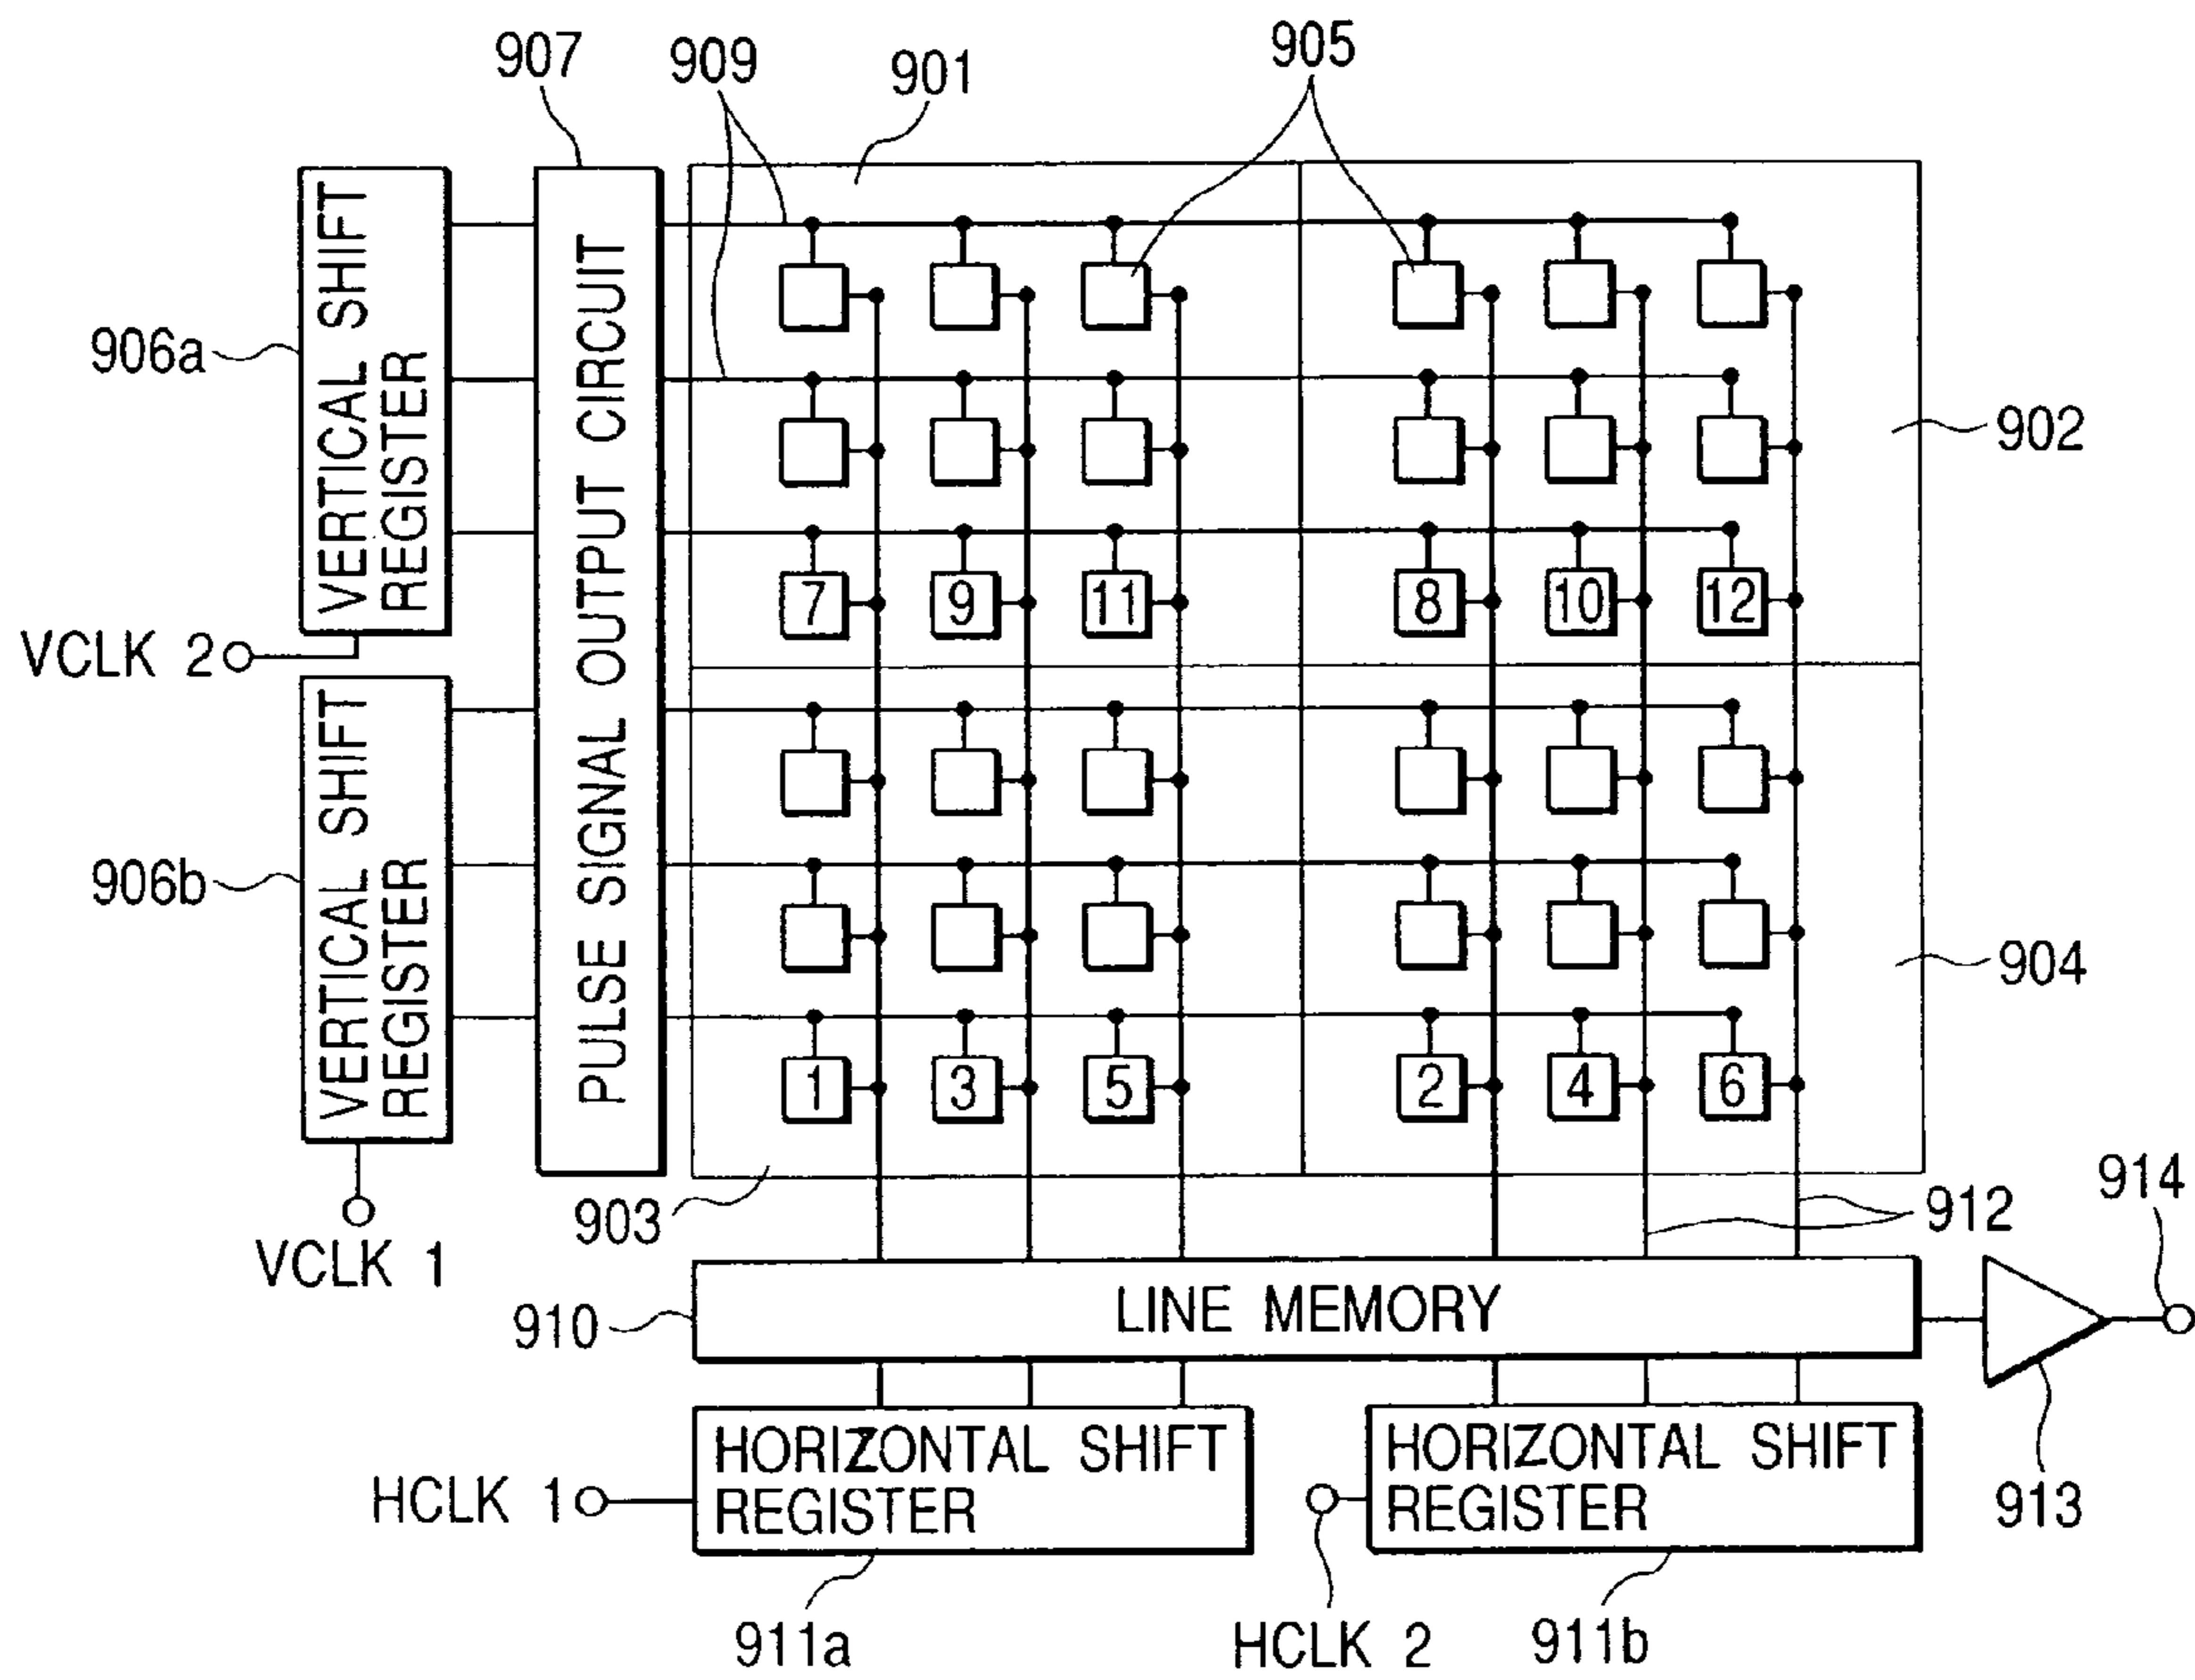 907
909
901
905
VERTICAL SHIFT
REGISTER
PULSE SIGNAL OUTPUT CIRCUIT
906a
902
7
9
11
8
10
12
VCLK 2
VERTICAL SHIFT
REGISTER
906b
904
1
3
5
2
4
6
903
914
912
VCLK 1
910
LINE MEMORY
HORIZONTAL SHIFT
REGISTER
HORIZONTAL SHIFT
REGISTER
HCLK 1
913
911a
HCLK 2
911b